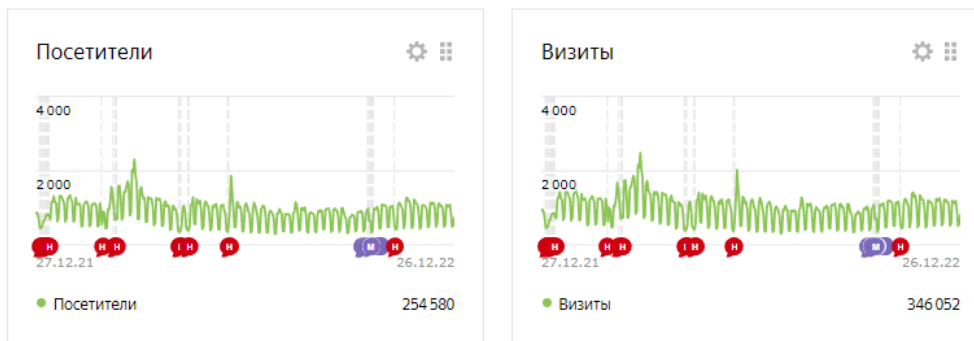 Посетители
4 000
2 000
Н Н Н I Н Н М Н
27.12.21 26.12.22
Посетители 254 580
Визиты
4 000
2 000
Н Н Н I Н Н М Н
27.12.21 26.12.22
Визиты 346 052